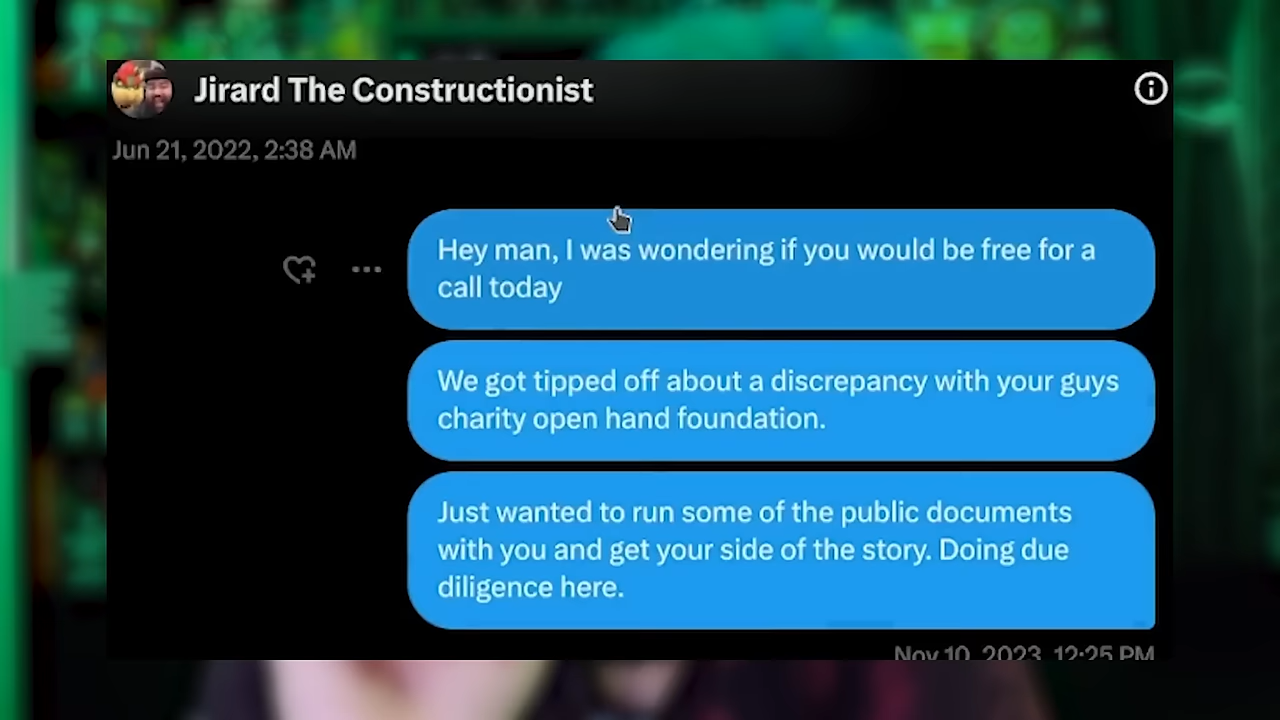 Jirard The Constructionist
Jun 21, 2022, 2:38 AM
Hey man, I was wondering if you would be free for a
call today
We got tipped off about a discrepancy with your guys
charity open hand foundation.
Just wanted to run some of the public documents
with you and get your side of the story. Doing due
diligence here.
Nov 10, 2023, 12:25 PM